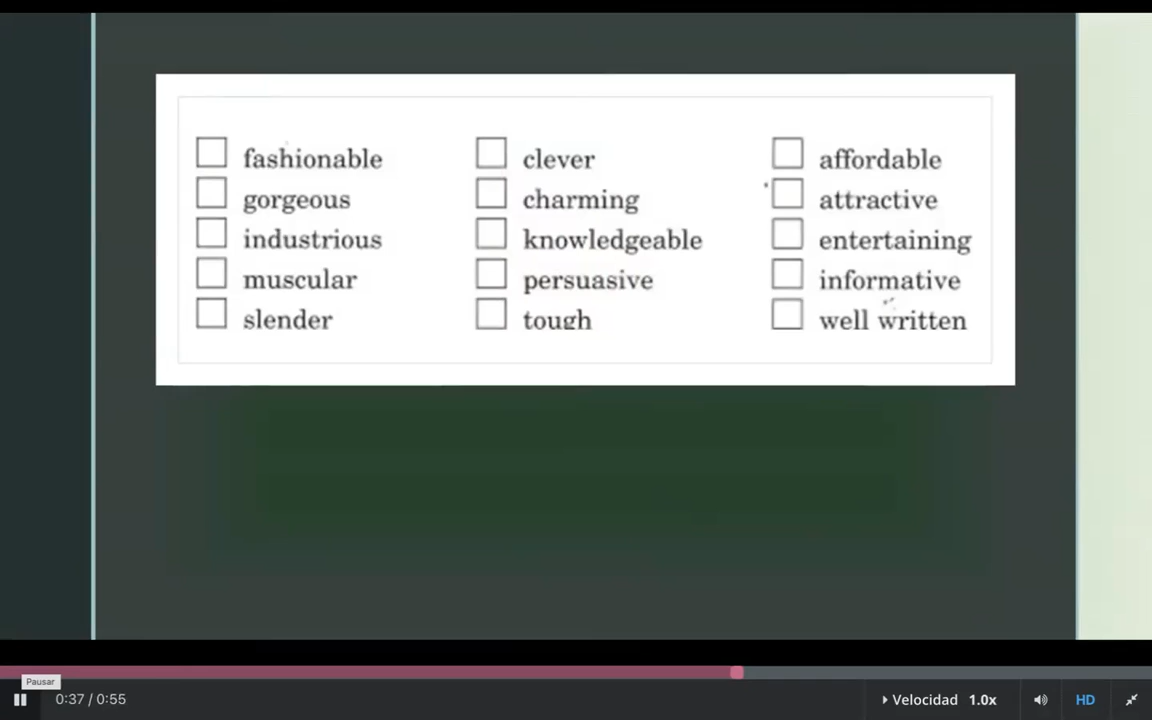 fashionable
gorgeous
industrious
muscular
slender
clever
charming
knowledgeable
persuasive
tough
affordable
attractive
entertaining
informative
well written
Pausar
0:37 / 0:55
Velocidad 1.0x
HD